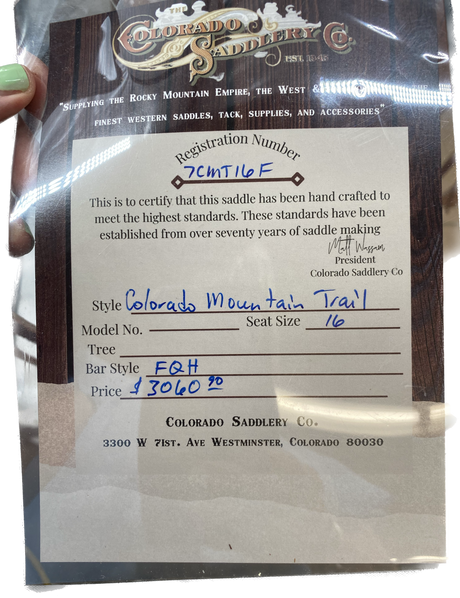 THE
COLORADO
SADDLERY CO.
EST. 1945
"SUPPLYING THE ROCKY MOUNTAIN EMPIRE, THE WEST &
FINEST WESTERN SADDLES, TACK, SUPPLIES, AND ACCESSORIES"
Registration Number
7CMT16F
This is to certify that this saddle has been hand crafted to
meet the highest standards. These standards have been
established from over seventy years of saddle making
President
Colorado Saddlery Co
Style Colorado Mountain Trail
Model No. Seat Size 16
Tree
Bar Style FQH
Price $3060.00
COLORADO SADDLERY CO.
3300 W 71ST. AVE WESTMINSTER, COLORADO 80030